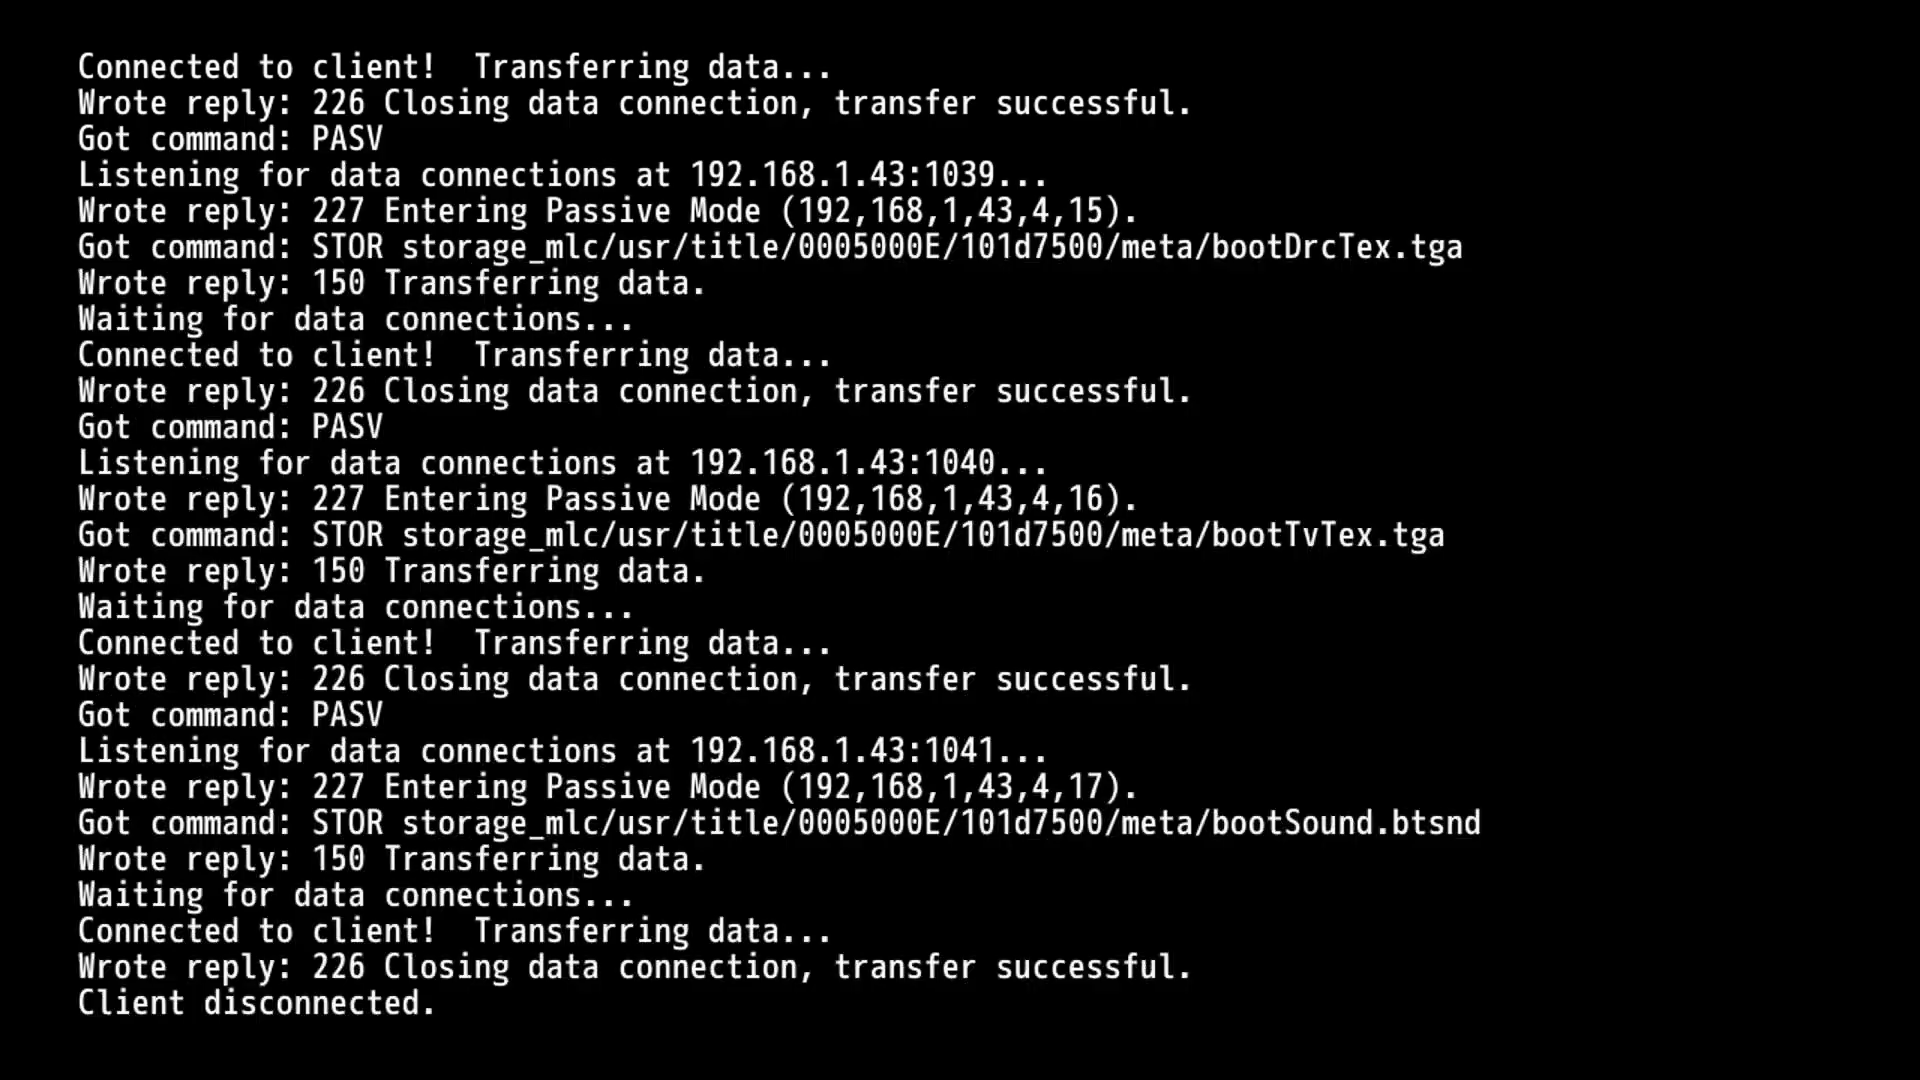 Connected to client!  Transferring data...
Wrote reply: 226 Closing data connection, transfer successful.
Got command: PASV
Listening for data connections at 192.168.1.43:1039...
Wrote reply: 227 Entering Passive Mode (192,168,1,43,4,15).
Got command: STOR storage_mlc/usr/title/0005000E/101d7500/meta/bootDrcTex.tga
Wrote reply: 150 Transferring data.
Waiting for data connections...
Connected to client!  Transferring data...
Wrote reply: 226 Closing data connection, transfer successful.
Got command: PASV
Listening for data connections at 192.168.1.43:1040...
Wrote reply: 227 Entering Passive Mode (192,168,1,43,4,16).
Got command: STOR storage_mlc/usr/title/0005000E/101d7500/meta/bootTvTex.tga
Wrote reply: 150 Transferring data.
Waiting for data connections...
Connected to client!  Transferring data...
Wrote reply: 226 Closing data connection, transfer successful.
Got command: PASV
Listening for data connections at 192.168.1.43:1041...
Wrote reply: 227 Entering Passive Mode (192,168,1,43,4,17).
Got command: STOR storage_mlc/usr/title/0005000E/101d7500/meta/bootSound.btsnd
Wrote reply: 150 Transferring data.
Waiting for data connections...
Connected to client!  Transferring data...
Wrote reply: 226 Closing data connection, transfer successful.
Client disconnected.